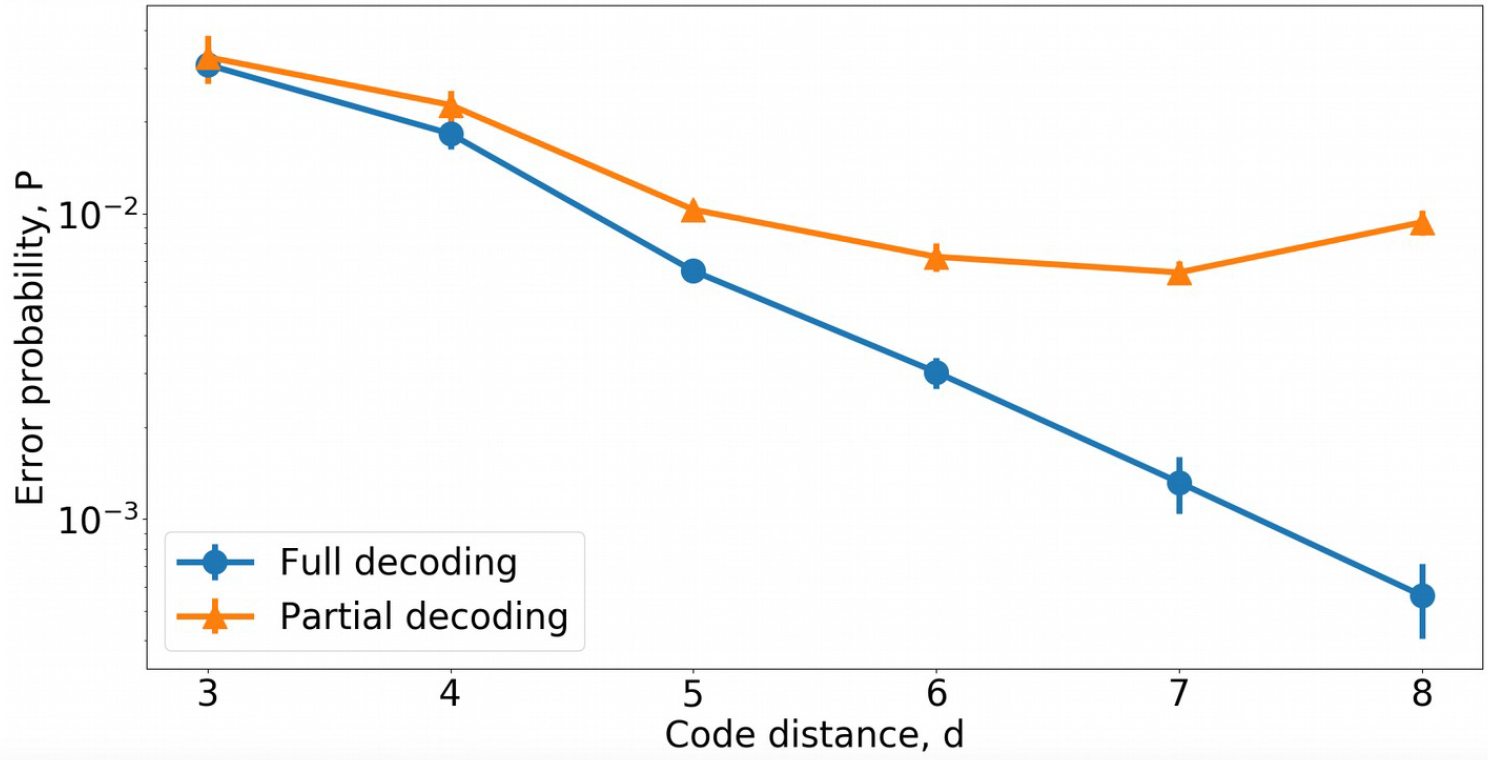 Error probability, P
10⁻²
10⁻³
Full decoding
Partial decoding
3 4 5 6 7 8
Code distance, d